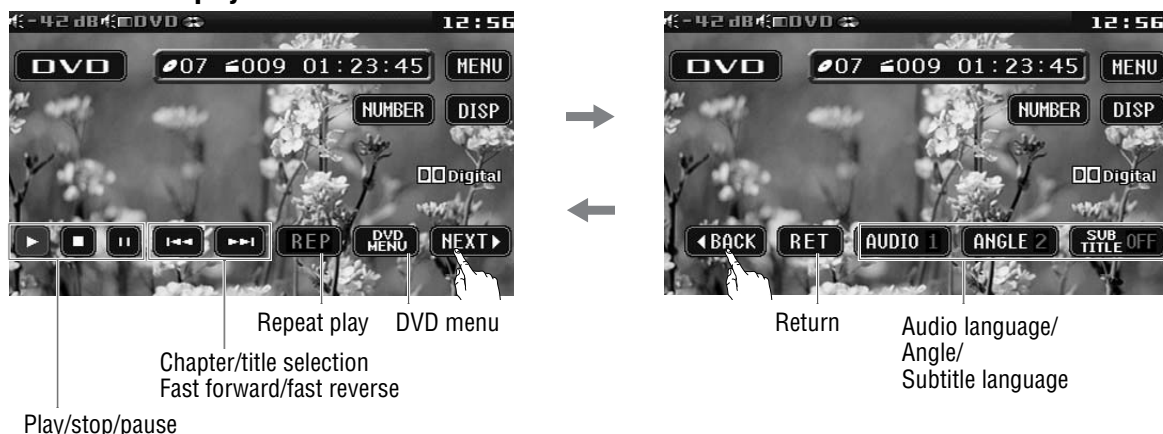 -42 dB DVD 12:56
DVD 07 009 01:23:45 MENU
NUMBER DISP
Digital
REP DVD MENU NEXT
Repeat play DVD menu
Chapter/title selection
Fast forward/fast reverse
Play/stop/pause
-42 dB DVD 12:56
DVD 07 009 01:23:45 MENU
NUMBER DISP
Digital
BACK RET AUDIO 1 ANGLE 2 SUB TITLE OFF
Return
Audio language/
Angle/
Subtitle language